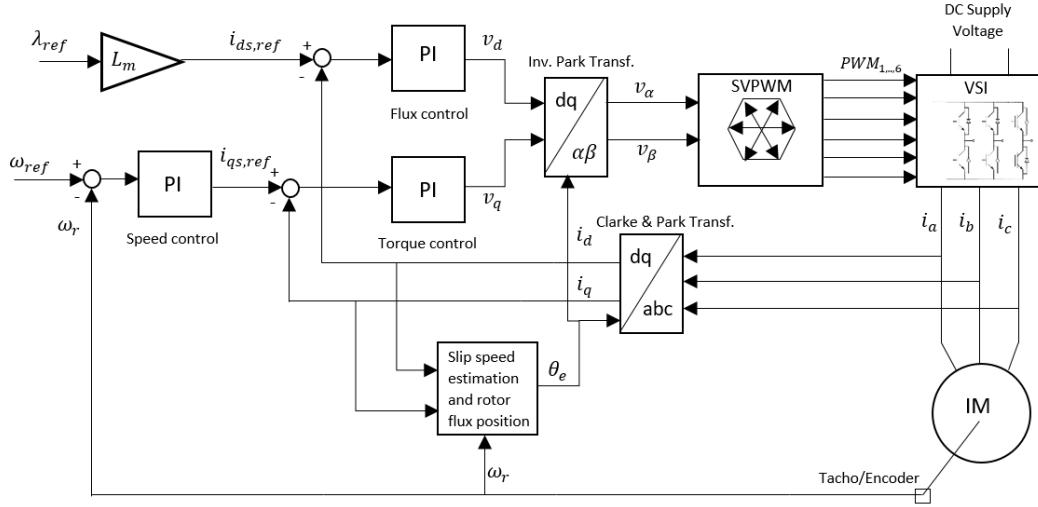 DC Supply
Voltage
λref
Lm
ids,ref
+
-
PI
vd
Flux control
Inv. Park Transf.
dq
αβ
vα
vβ
SVPWM
PWM1,..,6
VSI
ωref
+
-
ωr
PI
Speed control
iqs,ref
+
-
PI
vq
Torque control
id
iq
Clarke & Park Transf.
dq
abc
ia
ib
ic
Slip speed
estimation
and rotor
flux position
θe
ωr
IM
Tacho/Encoder